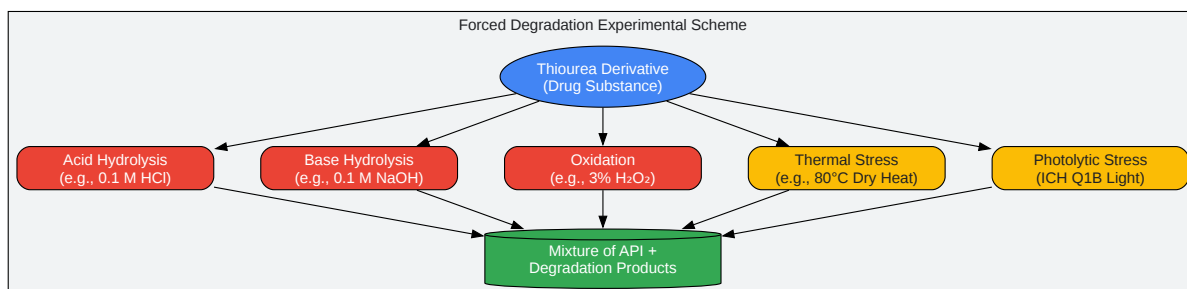 Forced Degradation Experimental Scheme
Thiourea Derivative
(Drug Substance)
Acid Hydrolysis
(e.g., 0.1 M HCl)
Base Hydrolysis
(e.g., 0.1 M NaOH)
Oxidation
(e.g., 3% H₂O₂)
Thermal Stress
(e.g., 80°C Dry Heat)
Photolytic Stress
(ICH Q1B Light)
Mixture of API +
Degradation Products